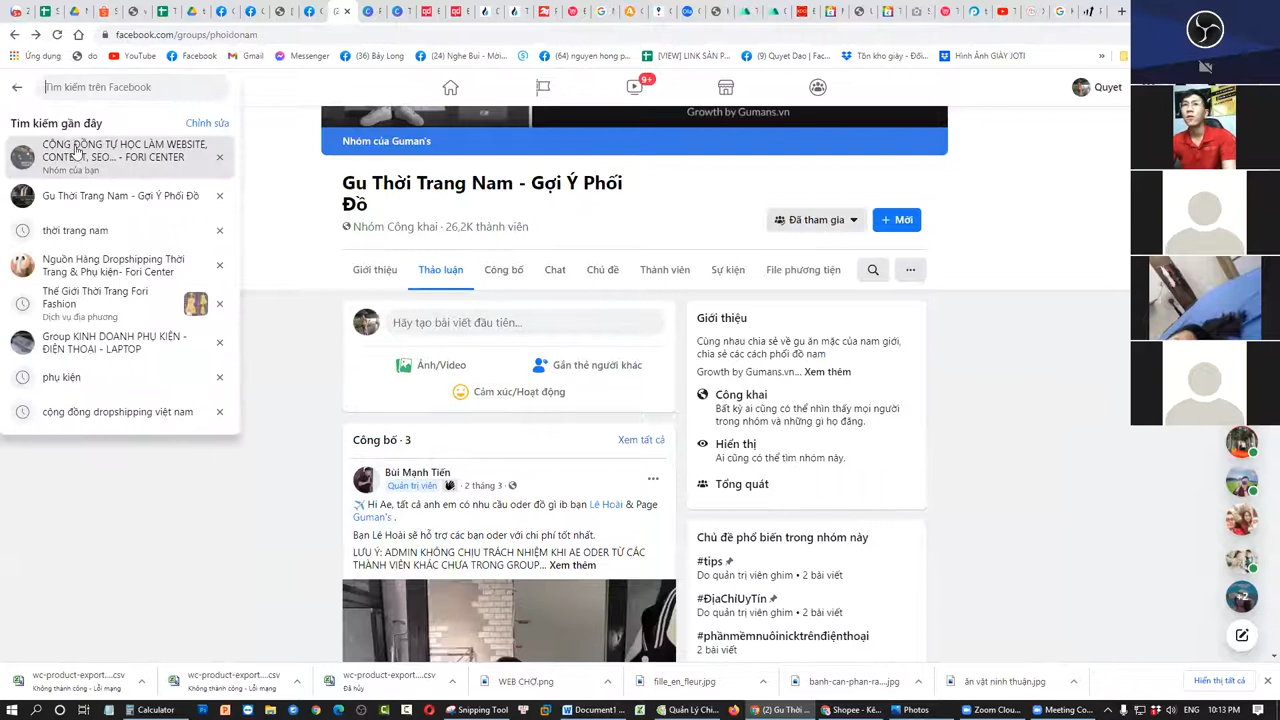 facebook.com/groups/phoidonam
Ứng dụng
do
YouTube
Facebook
Gmail
Messenger
(36) Bảy Long
(24) Nghe Bui - Mới...
(64) nguyen hong p...
[VIEW] LINK SẢN P...
(9) Quyet Dao | Fac...
Tồn kho giày - Đối...
Hình Ảnh GIÀY JOTI
»
Tìm kiếm trên Facebook
9+
Quyet
Tìm kiếm gần đây
Chỉnh sửa
CỘNG ĐỒNG TỰ HỌC LÀM WEBSITE,
CONTENT, SEO... - FORI CENTER
Nhóm của bạn
Gu Thời Trang Nam - Gợi Ý Phối Đồ
thời trang nam
Nguồn Hàng Dropshipping Thời
Trang & Phụ kiện- Fori Center
Thế Giới Thời Trang Fori
Fashion
Dịch vụ địa phương
Group KINH DOANH PHỤ KIỆN -
ĐIỆN THOẠI - LAPTOP
phụ kiện
cộng đồng dropshipping việt nam
Growth by Gumans.vn
Nhóm của Guman's
Gu Thời Trang Nam - Gợi Ý Phối
Đồ
Nhóm Công khai · 26,2K thành viên
Đã tham gia
+ Mời
Giới thiệu
Thảo luận
Công bố
Chat
Chủ đề
Thành viên
Sự kiện
File phương tiện
Hãy tạo bài viết đầu tiên...
Ảnh/Video
Gắn thẻ người khác
Cảm xúc/Hoạt động
Công bố · 3
Xem tất cả
Bùi Mạnh Tiến
Quản trị viên · 2 tháng 3 ·
Hi Ae, tất cả anh em có nhu cầu oder đồ gì ib bạn Lê Hoài & Page
Guman's .
Bạn Lê Hoài sẽ hỗ trợ các bạn oder với chi phí tốt nhất.
LƯU Ý: ADMIN KHÔNG CHỊU TRÁCH NHIỆM KHI AE ODER TỪ CÁC
THÀNH VIÊN KHÁC CHƯA TRONG GROUP... Xem thêm
Giới thiệu
Cùng nhau chia sẻ về gu ăn mặc của nam giới,
chia sẻ các cách phối đồ nam
Growth by Gumans.vn... Xem thêm
Công khai
Bất kỳ ai cũng có thể nhìn thấy mọi người
trong nhóm và những gì họ đăng.
Hiển thị
Ai cũng có thể tìm nhóm này.
Tổng quát
Chủ đề phổ biến trong nhóm này
#tips
Do quản trị viên ghim • 2 bài viết
#ĐịaChỉUyTín
Do quản trị viên ghim • 2 bài viết
#phầnmềmnuôinicktrênđiệnthoại
2 bài viết
+2
wc-product-export....csv
Không thành công - Lỗi mạng
wc-product-export....csv
Không thành công - Lỗi mạng
wc-product-export....csv
Đã hủy
WEB CHỢ.png
fille_en_fleur.jpg
banh-can-phan-ra....jpg
ăn vặt ninh thuận.jpg
Hiển thị tất cả
Calculator
Snipping Tool
Document1 ...
Quản Lý Chi...
(2) Gu Thời ...
Shopee - Kê...
Photos
Zoom Clou...
Meeting Co...
ENG
10:13 PM